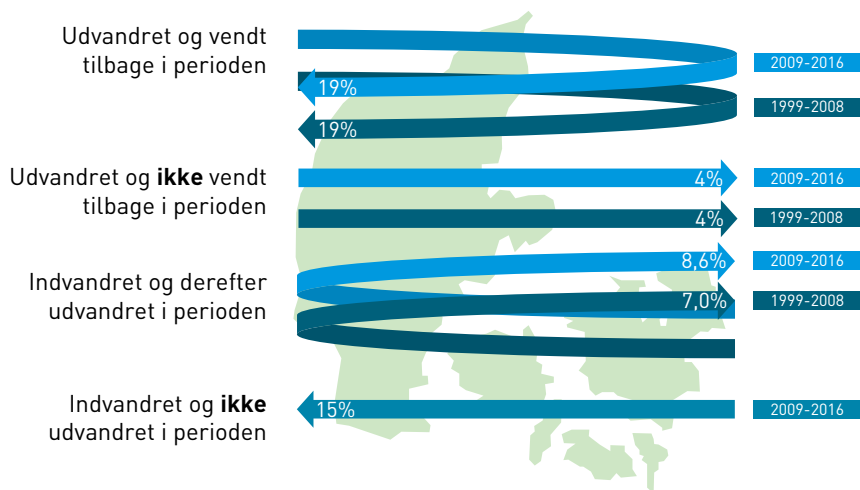 Udvandret og vendt
tilbage i perioden
2009-2016
19%
1999-2008
19%
Udvandret og ikke vendt
tilbage i perioden
4%
2009-2016
4%
1999-2008
Indvandret og derefter
udvandret i perioden
8,6%
2009-2016
7,0%
1999-2008
Indvandret og ikke
udvandret i perioden
15%
2009-2016